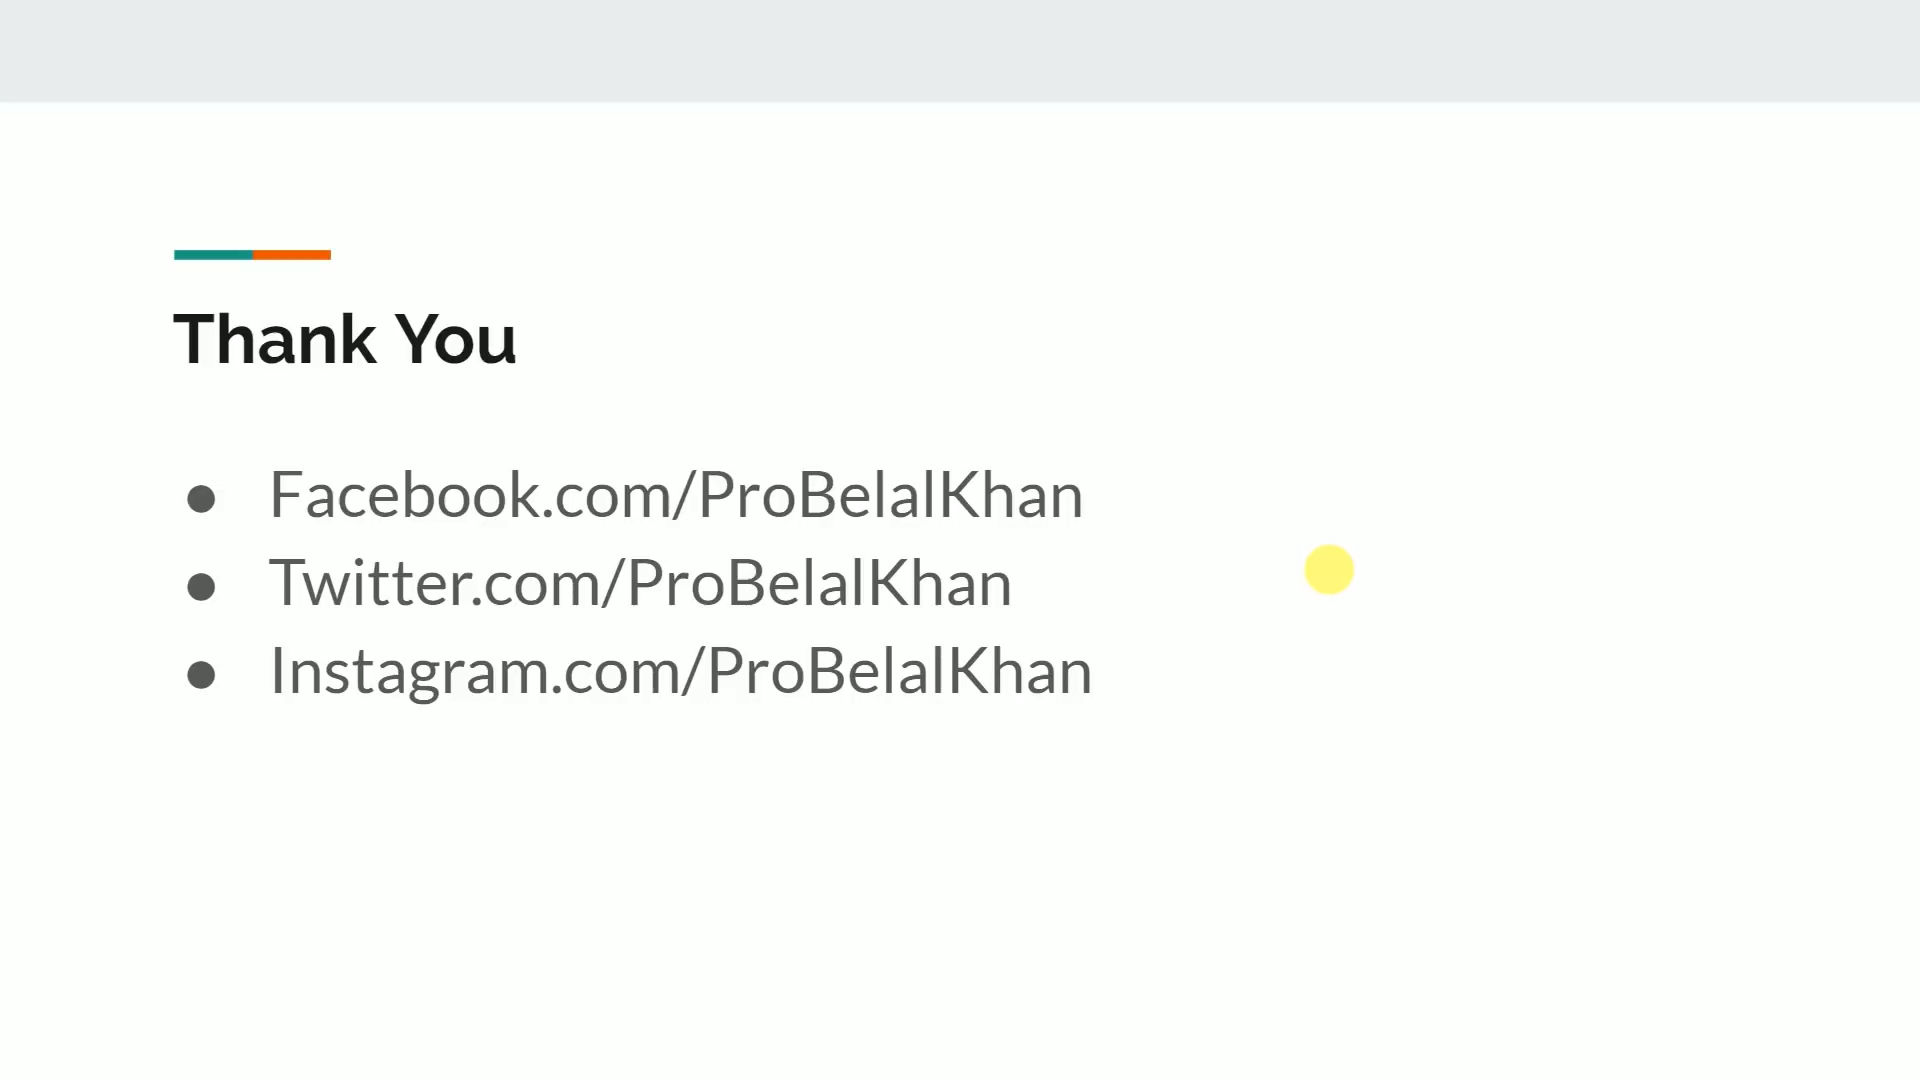 Thank You
● Facebook.com/ProBelalKhan
● Twitter.com/ProBelalKhan
● Instagram.com/ProBelalKhan